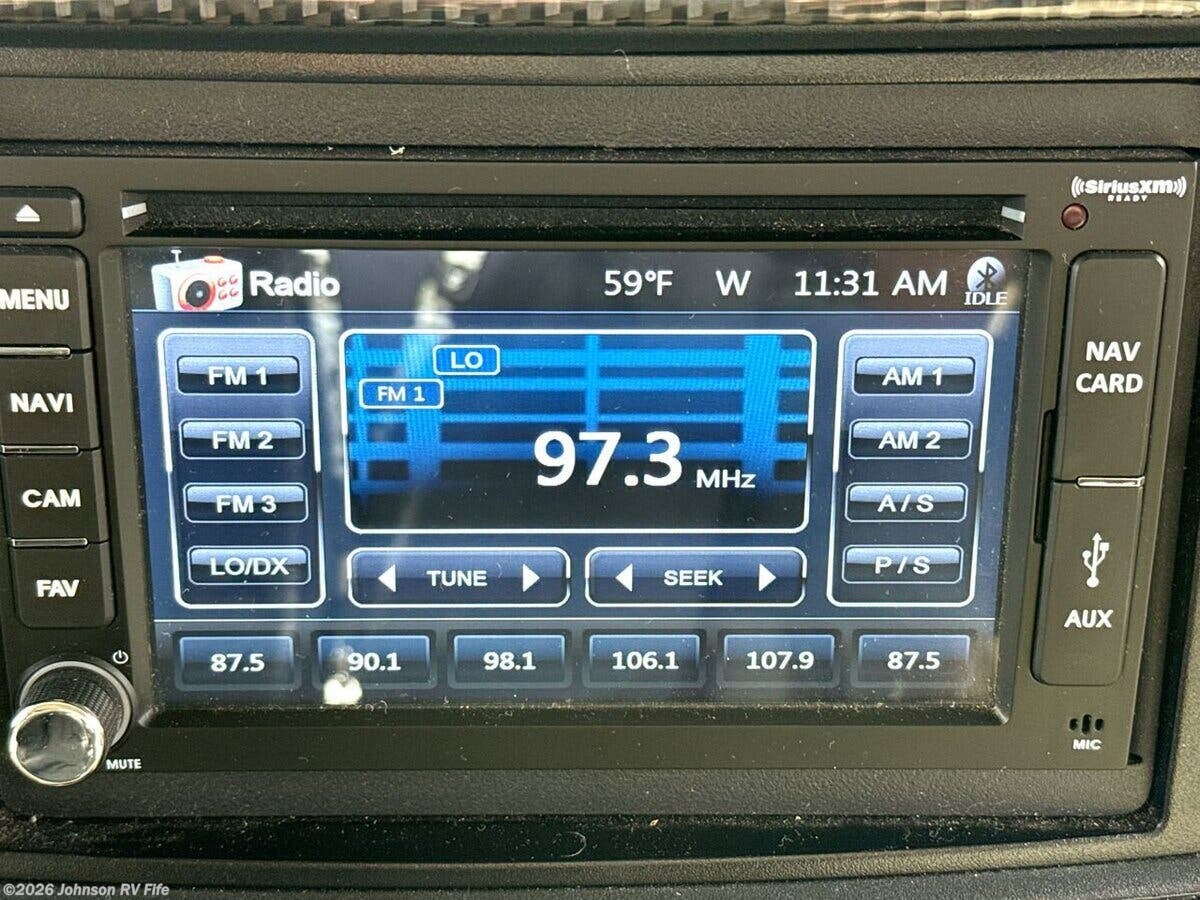 ((SiriusXM))
READY
MENU
NAVI
CAM
FAV
MUTE
Radio
59°F W 11:31 AM
IDLE
FM 1
FM 2
FM 3
LO/DX
LO
FM 1
97.3 MHz
TUNE
SEEK
AM 1
AM 2
A / S
P / S
87.5 90.1 98.1 106.1 107.9 87.5
NAV
CARD
AUX
MIC
©2026 Johnson RV Fife